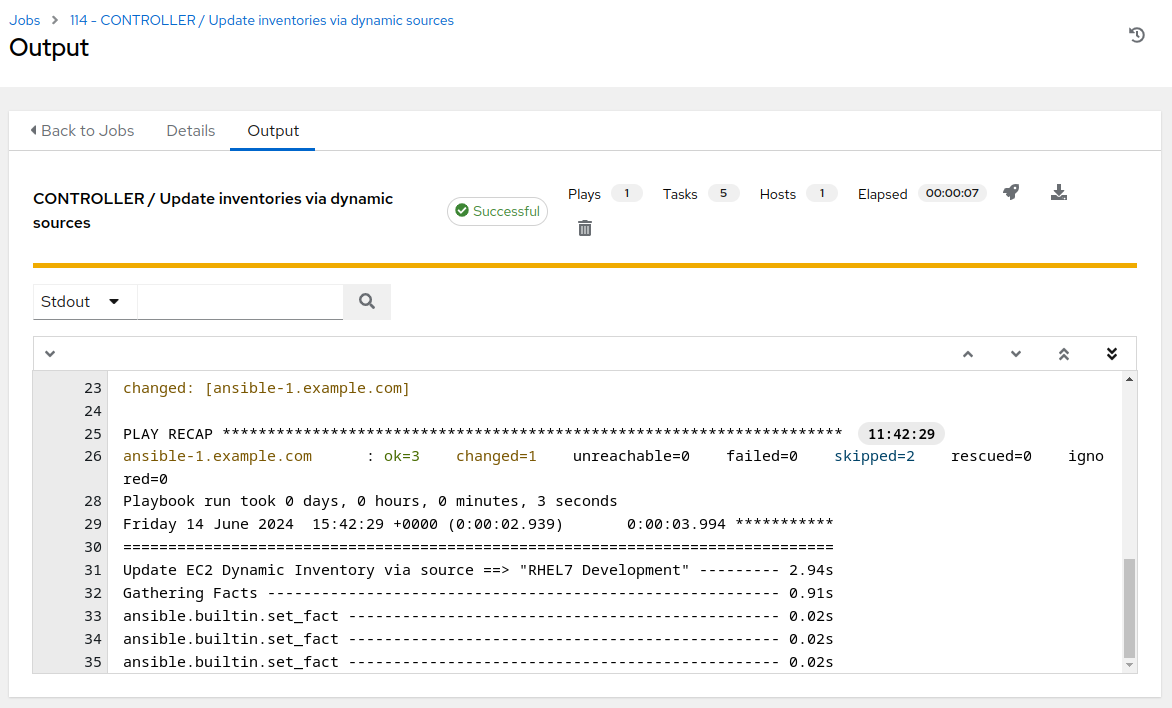 Jobs > 114 - CONTROLLER / Update inventories via dynamic sources
Output
Back to Jobs Details Output
CONTROLLER / Update inventories via dynamic
sources
Successful
Plays 1 Tasks 5 Hosts 1 Elapsed 00:00:07
Stdout
23 changed: [ansible-1.example.com]
24
25 PLAY RECAP ********************************************************************* 11:42:29
26 ansible-1.example.com      : ok=3    changed=1    unreachable=0    failed=0    skipped=2    rescued=0    igno
red=0
28 Playbook run took 0 days, 0 hours, 0 minutes, 3 seconds
29 Friday 14 June 2024  15:42:29 +0000 (0:00:02.939)       0:00:03.994 ***********
30 ===============================================================================
31 Update EC2 Dynamic Inventory via source ==> "RHEL7 Development" --------- 2.94s
32 Gathering Facts --------------------------------------------------------- 0.91s
33 ansible.builtin.set_fact ------------------------------------------------ 0.02s
34 ansible.builtin.set_fact ------------------------------------------------ 0.02s
35 ansible.builtin.set_fact ------------------------------------------------ 0.02s